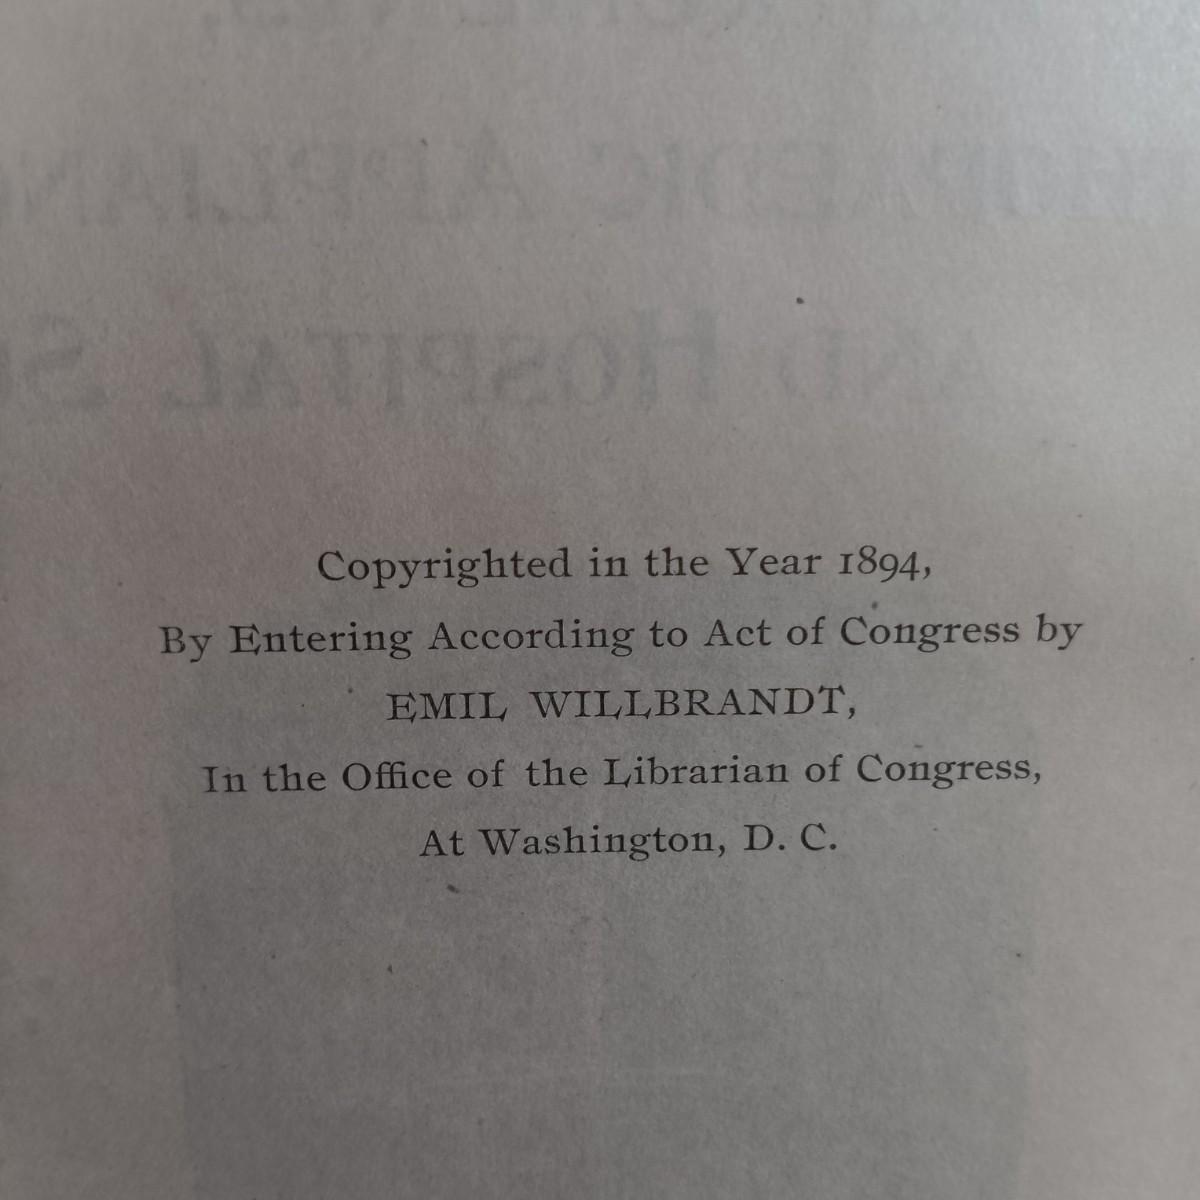 Copyrighted in the Year 1894,
By Entering According to Act of Congress by
EMIL WILLBRANDT,
In the Office of the Librarian of Congress,
At Washington, D. C.